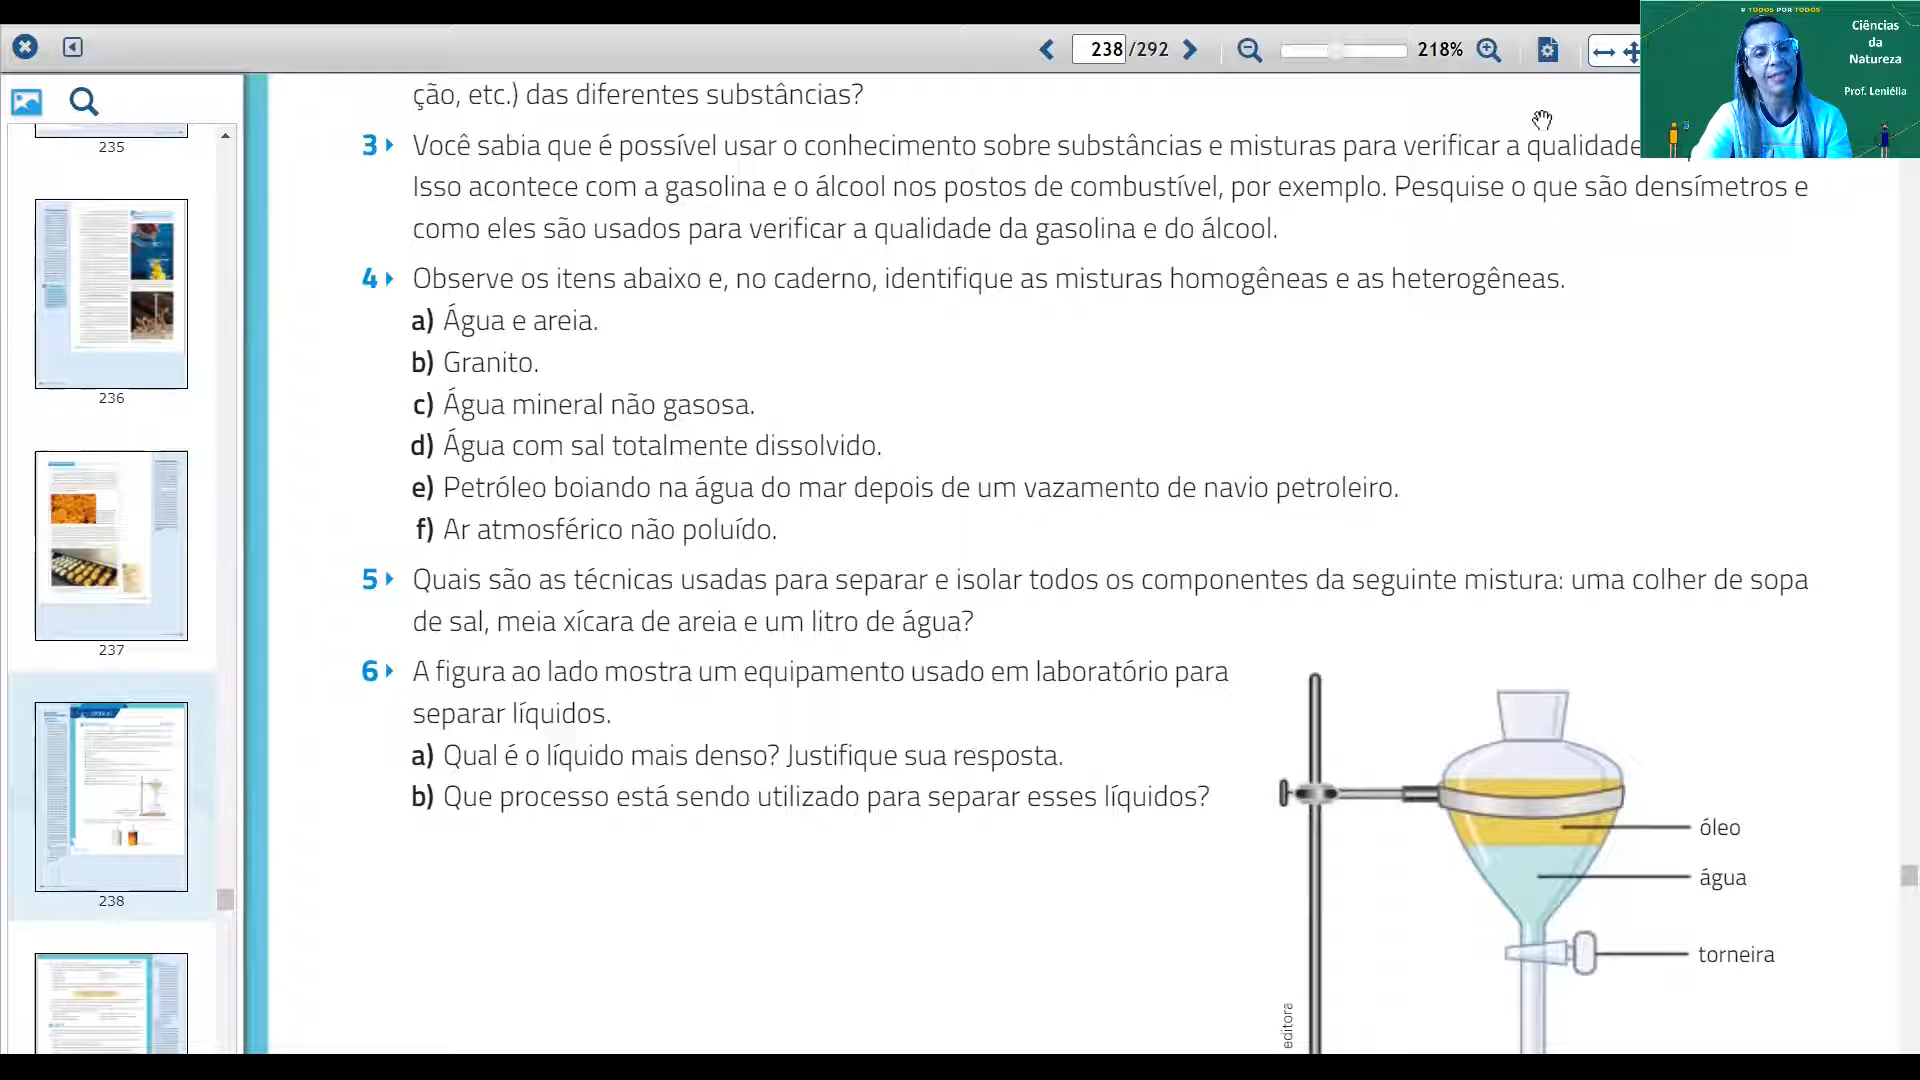 # TODOS POR TODOS
Ciências
da
Natureza
Prof. Leniélia
238 /292
218%
ção, etc.) das diferentes substâncias?
3 Você sabia que é possível usar o conhecimento sobre substâncias e misturas para verificar a qualidade
Isso acontece com a gasolina e o álcool nos postos de combustível, por exemplo. Pesquise o que são densímetros e
como eles são usados para verificar a qualidade da gasolina e do álcool.
4 Observe os itens abaixo e, no caderno, identifique as misturas homogêneas e as heterogêneas.
a) Água e areia.
b) Granito.
c) Água mineral não gasosa.
d) Água com sal totalmente dissolvido.
e) Petróleo boiando na água do mar depois de um vazamento de navio petroleiro.
f) Ar atmosférico não poluído.
5 Quais são as técnicas usadas para separar e isolar todos os componentes da seguinte mistura: uma colher de sopa
de sal, meia xícara de areia e um litro de água?
6 A figura ao lado mostra um equipamento usado em laboratório para
separar líquidos.
a) Qual é o líquido mais denso? Justifique sua resposta.
b) Que processo está sendo utilizado para separar esses líquidos?
óleo
água
torneira
editora
235
236
237
238